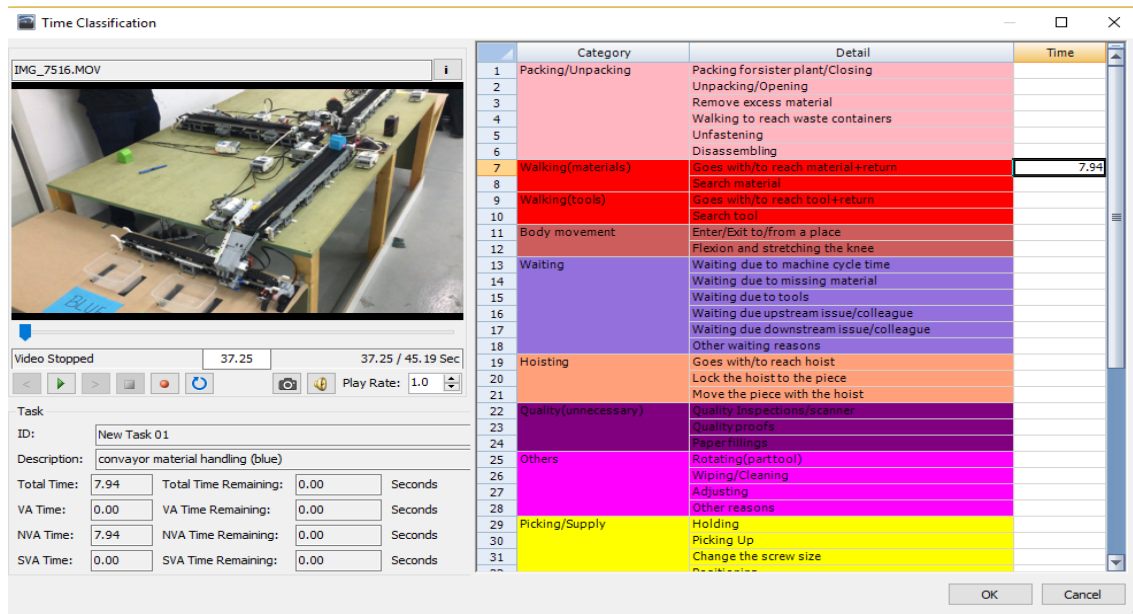 Time Classification
IMG_7516.MOV
i
BLUE
Video Stopped 37.25 37.25 / 45.19 Sec
< > Play Rate: 1.0
Task
ID: New Task 01
Description: convayor material handling (blue)
Total Time: 7.94 Total Time Remaining: 0.00 Seconds
VA Time: 0.00 VA Time Remaining: 0.00 Seconds
NVA Time: 7.94 NVA Time Remaining: 0.00 Seconds
SVA Time: 0.00 SVA Time Remaining: 0.00 Seconds
Category Detail Time
1 Packing/Unpacking Packing forsister plant/Closing
2 Unpacking/Opening
3 Remove excess material
4 Walking to reach waste containers
5 Unfastening
6 Disassembling
7 Walking(materials) Goes with/to reach material+return 7.94
8 Search material
9 Walking(tools) Goes with/to reach tool+return
10 Search tool
11 Body movement Enter/Exit to/from a place
12 Flexion and stretching the knee
13 Waiting Waiting due to machine cycle time
14 Waiting due to missing material
15 Waiting due to tools
16 Waiting due upstream issue/colleague
17 Waiting due downstream issue/colleague
18 Other waiting reasons
19 Hoisting Goes with/to reach hoist
20 Lock the hoist to the piece
21 Move the piece with the hoist
22 Quality(unnecessary) Quality Inspections/scanner
23 Quality proofs
24 Paper fillings
25 Others Rotating(part tool)
26 Wiping/Cleaning
27 Adjusting
28 Other reasons
29 Picking/Supply Holding
30 Picking Up
31 Change the screw size
OK Cancel